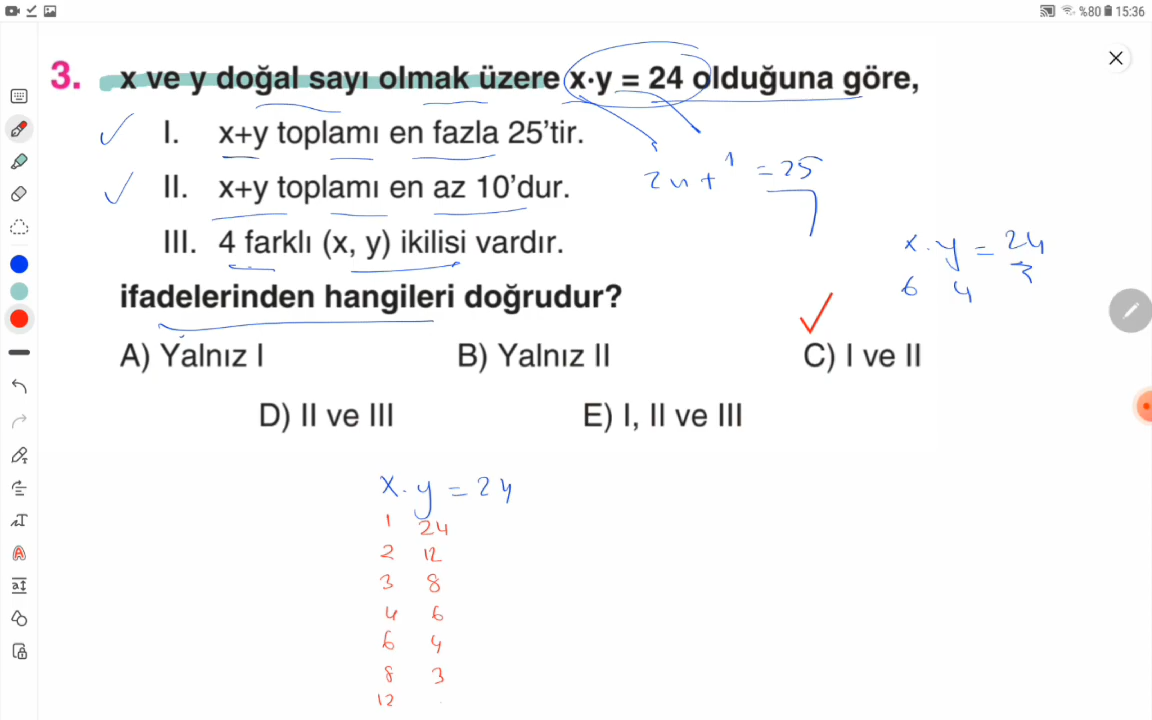 %80 15:36
3. x ve y doğal sayı olmak üzere x·y = 24 olduğuna göre,
I. x+y toplamı en fazla 25'tir.
2n + 1 = 25
II. x+y toplamı en az 10'dur.
III. 4 farklı (x, y) ikilisi vardır.
x . y = 24
6 4
ifadelerinden hangileri doğrudur?
A) Yalnız I B) Yalnız II C) I ve II
D) II ve III E) I, II ve III
x . y = 24
1 24
2 12
3 8
4 6
6 4
8 3
12